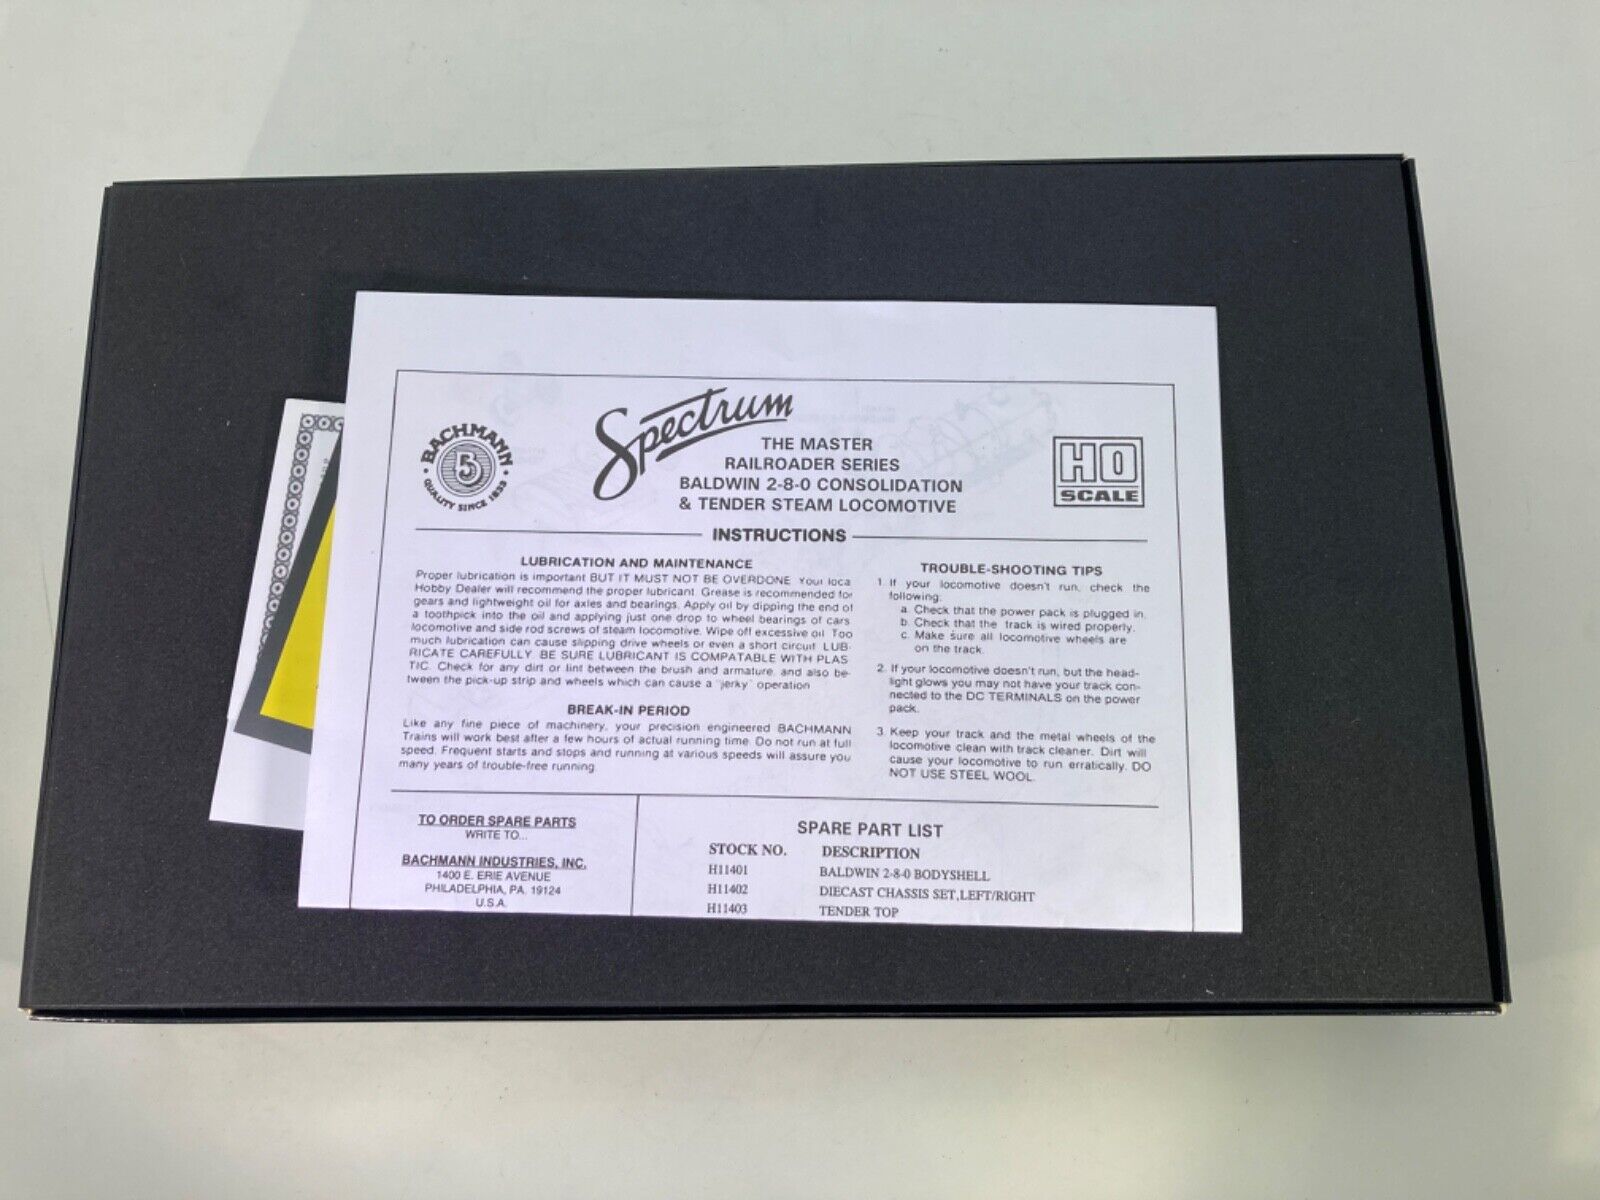 BACHMANN
QUALITY SINCE 1833
Spectrum
THE MASTER
RAILROADER SERIES
BALDWIN 2-8-0 CONSOLIDATION
& TENDER STEAM LOCOMOTIVE
HO
SCALE
INSTRUCTIONS
LUBRICATION AND MAINTENANCE
Proper lubrication is important BUT IT MUST NOT BE OVERDONE. Your loca
Hobby Dealer will recommend the proper lubricant. Grease is recommended for
gears and lightweight oil for axles and bearings. Apply oil by dipping the end of
a toothpick into the oil and applying just one drop to wheel bearings of cars
locomotive and side rod screws of steam locomotive. Wipe off excessive oil. Too
much lubrication can cause slipping drive wheels or even a short circuit. LUB-
RICATE CAREFULLY. BE SURE LUBRICANT IS COMPATABLE WITH PLAS
TIC. Check for any dirt or lint between the brush and armature, and also be-
tween the pick-up strip and wheels which can cause a "jerky" operation
BREAK-IN PERIOD
Like any fine piece of machinery, your precision engineered BACHMANN
Trains will work best after a few hours of actual running time. Do not run at full
speed. Frequent starts and stops and running at various speeds will assure you
many years of trouble-free running.
TROUBLE-SHOOTING TIPS
1. If your locomotive doesn't run, check the
following:
a. Check that the power pack is plugged in.
b. Check that the track is wired properly.
c. Make sure all locomotive wheels are
on the track.
2. If your locomotive doesn't run, but the head-
light glows you may not have your track con-
nected to the DC TERMINALS on the power
pack.
3. Keep your track and the metal wheels of the
locomotive clean with track cleaner. Dirt will
cause your locomotive to run erratically. DO
NOT USE STEEL WOOL.
TO ORDER SPARE PARTS
WRITE TO...
BACHMANN INDUSTRIES, INC.
1400 E. ERIE AVENUE
PHILADELPHIA, PA. 19124
U.S.A.
SPARE PART LIST
STOCK NO. DESCRIPTION
H11401 BALDWIN 2-8-0 BODYSHELL
H11402 DIECAST CHASSIS SET,LEFT/RIGHT
H11403 TENDER TOP